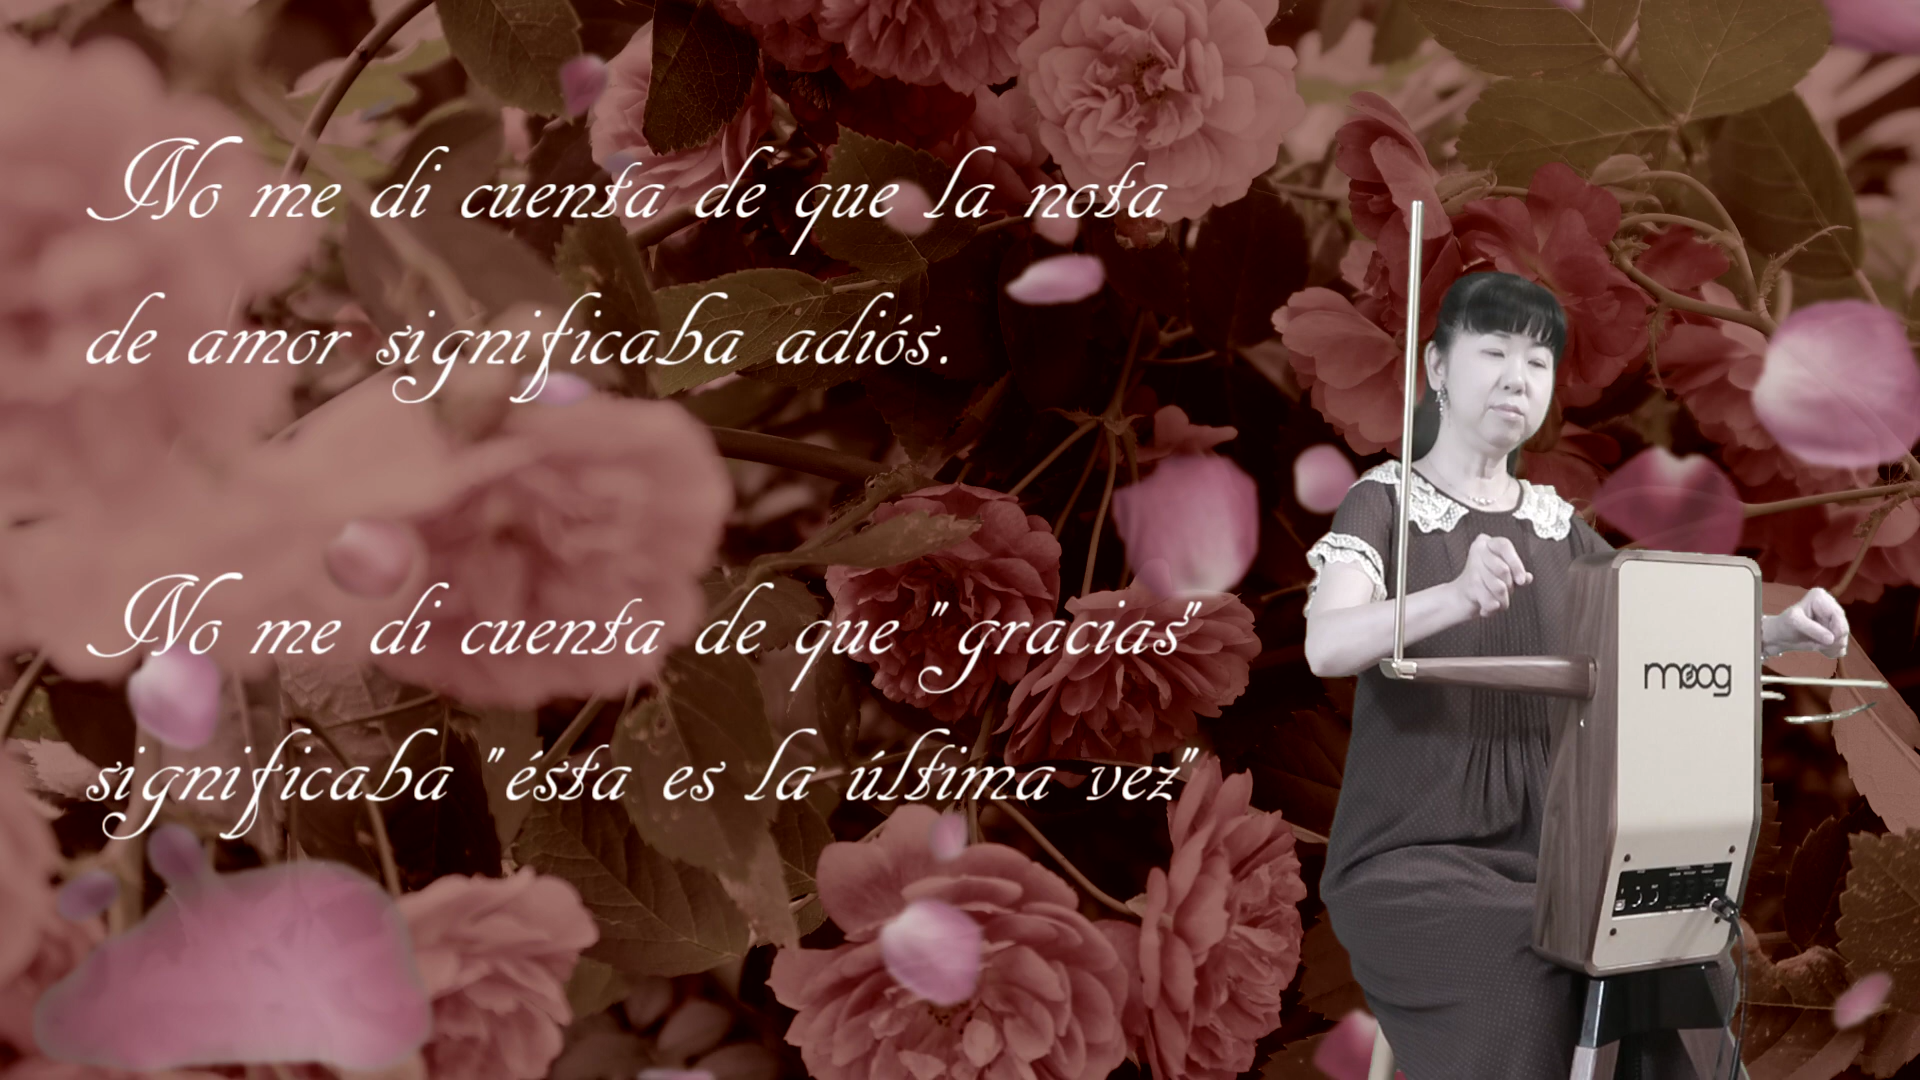 No me di cuenta de que la nota
de amor significaba adiós.
No me di cuenta de que "gracias"
significaba "ésta es la última vez"
moog